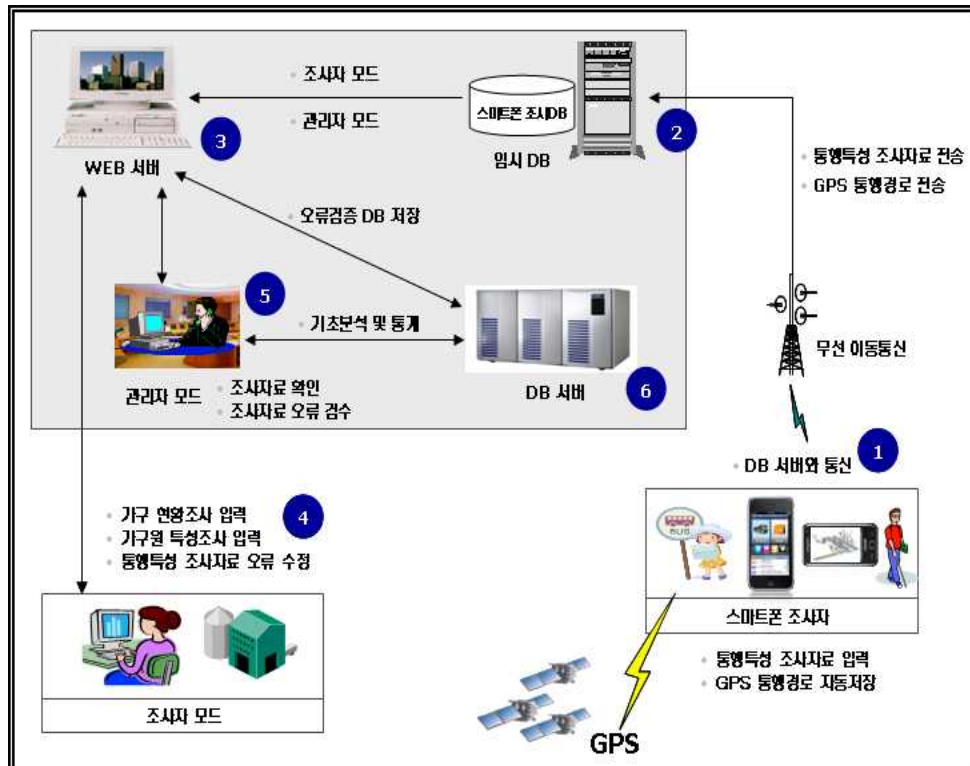 조사자 모드
관리자 모드
스마트폰 조사DB
임시 DB
2
3
WEB 서버
통행특성 조사자료 전송
GPS 통행경로 전송
오류검증 DB 저장
5
기초분석 및 통계
관리자 모드
조사자료 확인
조사자료 오류 검수
DB 서버
6
무선 이동통신
1
DB 서버와 통신
가구 현황조사 입력
가구원 특성조사 입력
통행특성 조사자료 오류 수정
4
BUS
스마트폰 조사자
조사자 모드
통행특성 조사자료 입력
GPS 통행경로 자동저장
GPS